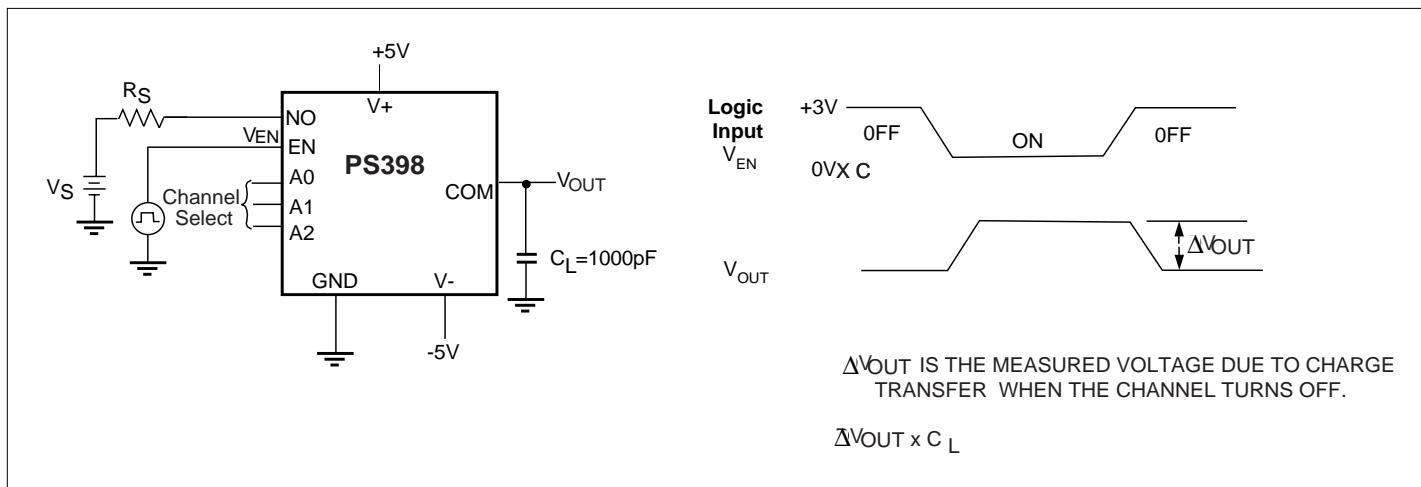 +5V
RS
V+
NO
VEN
EN
PS398
VS
A0
Channel
Select
A1
A2
COM
VOUT
CL=1000pF
GND
V-
-5V
Logic
Input
VEN
+3V
0FF
ON
0FF
0VX C
VOUT
ΔVOUT
ΔVOUT IS THE MEASURED VOLTAGE DUE TO CHARGE
TRANSFER WHEN THE CHANNEL TURNS OFF.
ΔVOUT x CL